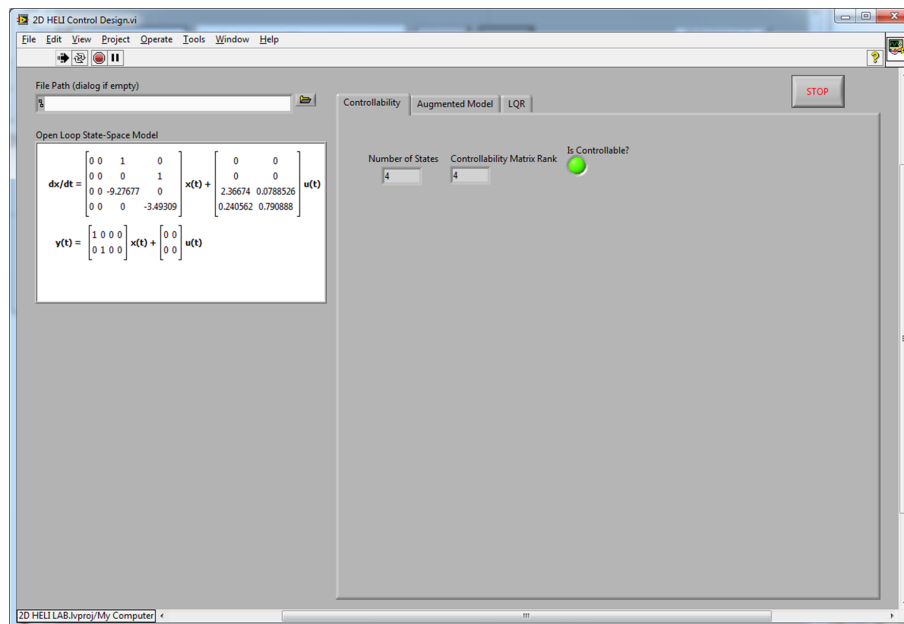 2D HELI Control Design.vi
File Edit View Project Operate Tools Window Help
File Path (dialog if empty)
Open Loop State-Space Model
dx/dt = [0 0 1 0
0 0 0 1
0 0 -9.27677 0
0 0 0 -3.49309] x(t) + [0 0
0 0
2.36674 0.0788526
0.240562 0.790888] u(t)
y(t) = [1 0 0 0
0 1 0 0] x(t) + [0 0
0 0] u(t)
Controllability Augmented Model LQR
STOP
Number of States Controllability Matrix Rank Is Controllable?
4 4
2D HELI LAB.lvproj/My Computer